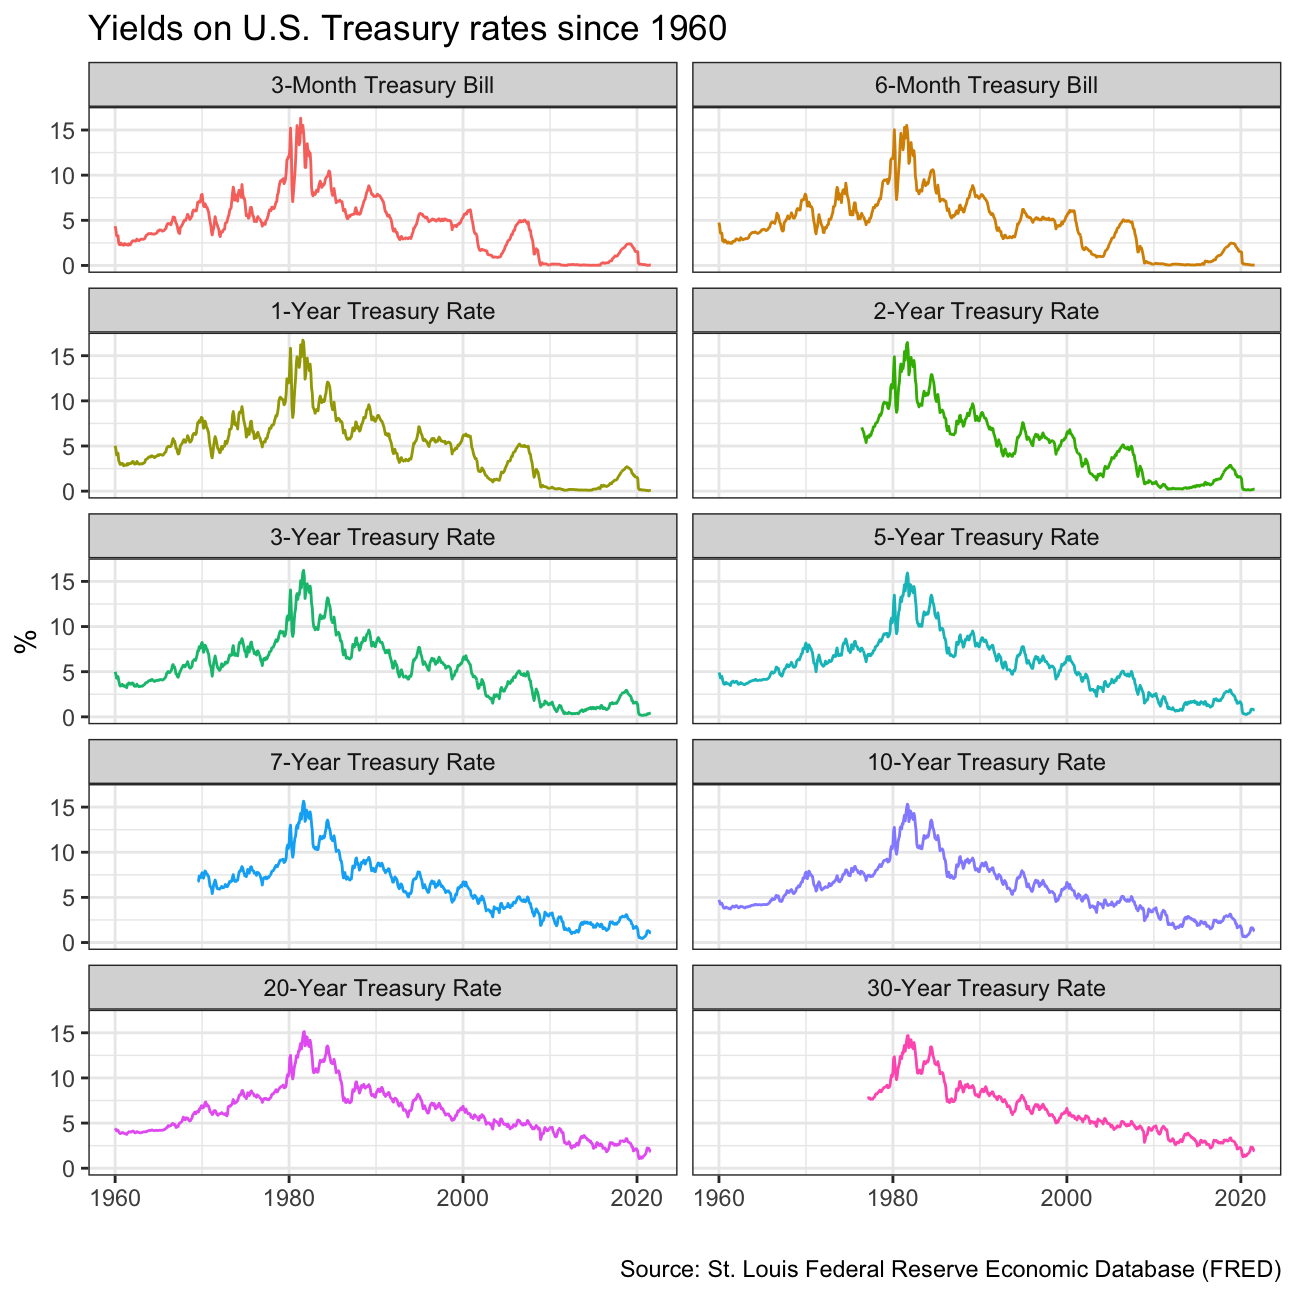 Yields on U.S. Treasury rates since 1960
3-Month Treasury Bill
6-Month Treasury Bill
15
10
5
0
1-Year Treasury Rate
2-Year Treasury Rate
15
10
5
0
3-Year Treasury Rate
5-Year Treasury Rate
15
10
5
0
%
7-Year Treasury Rate
10-Year Treasury Rate
15
10
5
0
20-Year Treasury Rate
30-Year Treasury Rate
15
10
5
0
1960 1980 2000 2020
1960 1980 2000 2020
Source: St. Louis Federal Reserve Economic Database (FRED)